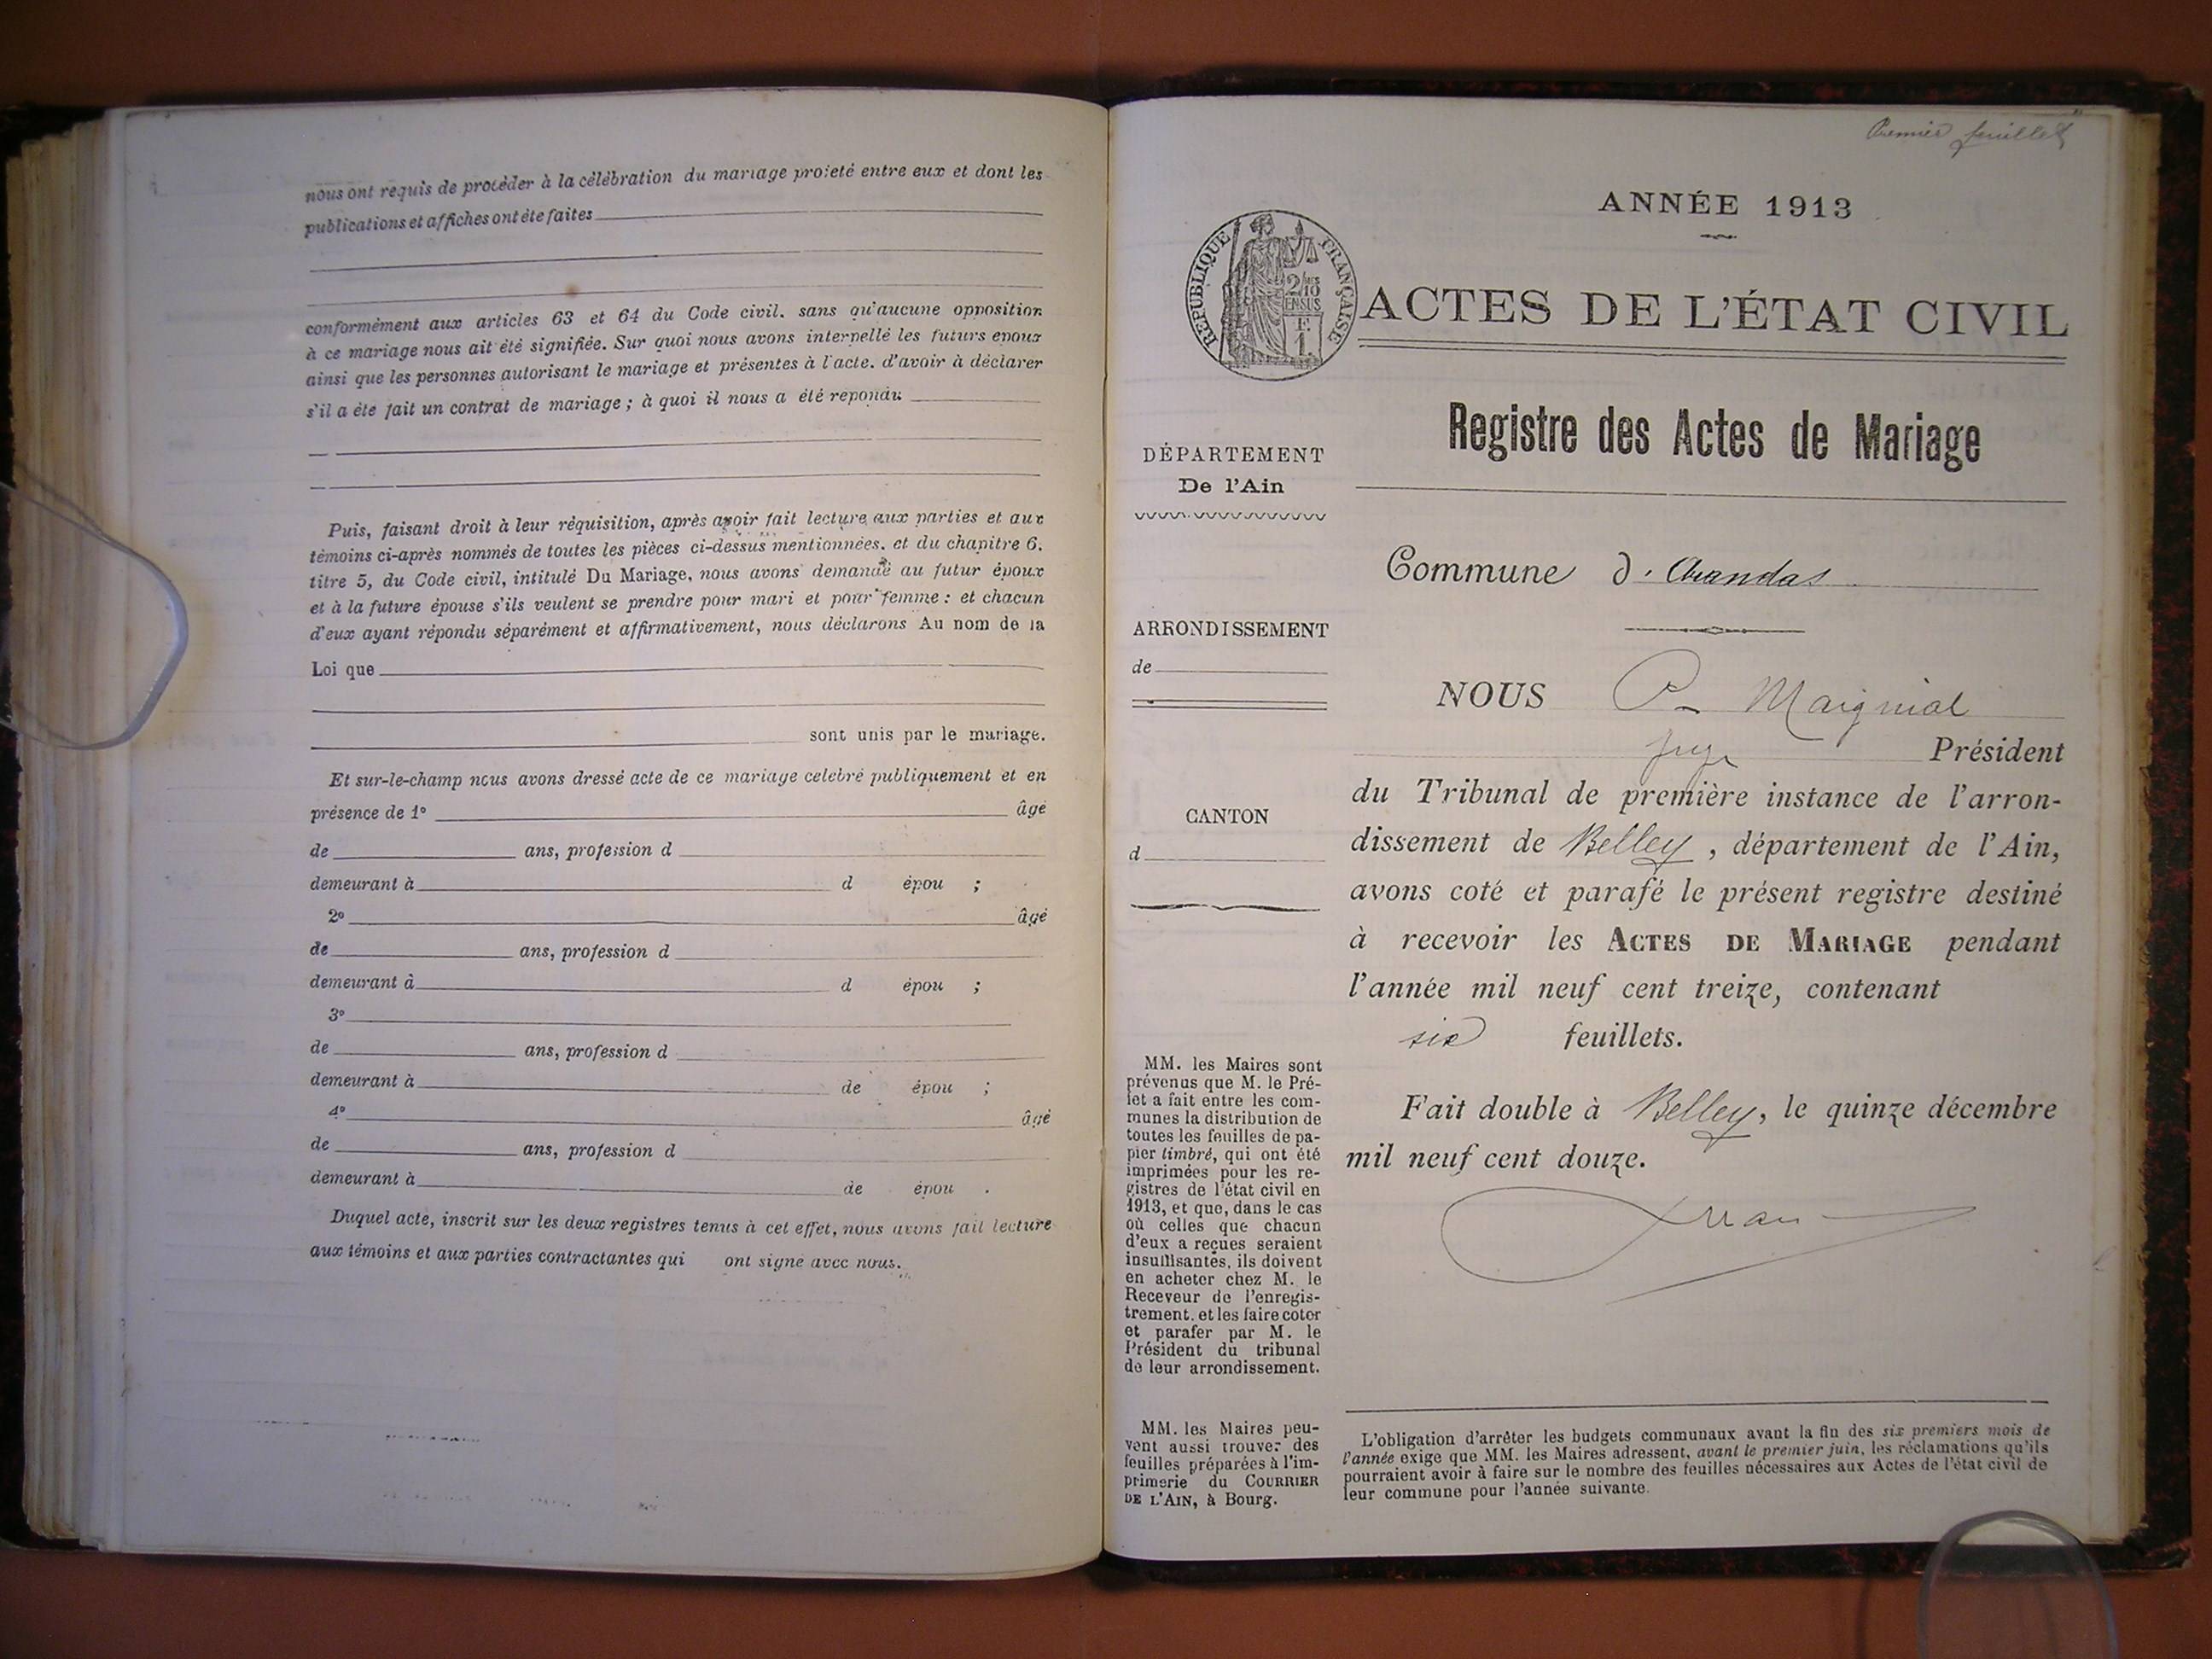 nous ont requis de procéder à la célébration du mariage projeté entre eux et dont les
publications et affiches ont été faites
conformément aux articles 63 et 64 du Code civil, sans qu'aucune opposition
à ce mariage nous ait été signifiée. Sur quoi nous avons interpellé les futurs epoux
ainsi que les personnes autorisant le mariage et présentes à l'acte, d'avoir à déclarer
s'il a éte fait un contrat de mariage ; à quoi il nous a été repondu
Puis, faisant droit à leur réquisition, après avoir fait lecture aux parties et aux
témoins ci-après nommés de toutes les pièces ci-dessus mentionnées, et du chapitre 6,
titre 5, du Code civil, intitulé Du Mariage, nous avons demandé au futur époux
et à la future épouse s'ils veulent se prendre pour mari et pour femme : et chacun
d'eux ayant répondu séparément et affirmativement, nous déclarons Au nom de la
Loi que
sont unis par le mariage.
Et sur-le-champ nous avons dressé acte de ce mariage celebré publiquement et en
présence de 1° âgé
de ans, profession d
demeurant à d épou ;
2° âgé
de ans, profession d
demeurant à d épou ;
3°
de ans, profession d
demeurant à de épou ;
4° âgé
de ans, profession d
demeurant à de épou .
Duquel acte, inscrit sur les deux registres tenus à cet effet, nous avons fait lecture
aux témoins et aux parties contractantes qui ont signé avec nous.
Premier feuillet
ANNÉE 1913
RÉPUBLIQUE FRANÇAISE
2/10 EN SUS
E 1
ACTES DE L'ÉTAT CIVIL
Registre des Actes de Mariage
DÉPARTEMENT
De l'Ain
ARRONDISSEMENT
de
CANTON
d
MM. les Maires sont
prévenus que M. le Pré-
fet a fait entre les com-
munes la distribution de
toutes les feuilles de pa-
pier timbré, qui ont été
imprimées pour les re-
gistres de l'état civil en
1913, et que, dans le cas
où celles que chacun
d'eux a reçues seraient
insuffisantes, ils doivent
en acheter chez M. le
Receveur de l'enregis-
trement, et les faire coter
et parafer par M. le
Président du tribunal
de leur arrondissement.
MM. les Maires peu-
vent aussi trouver des
feuilles préparées à l'im-
primerie du COURRIER
DE L'AIN, à Bourg.
Commune d'Arandas
NOUS P. Maignial
juge Président
du Tribunal de première instance de l'arron-
dissement de Belley, département de l'Ain,
avons coté et parafé le présent registre destiné
à recevoir les ACTES DE MARIAGE pendant
l'année mil neuf cent treize, contenant
six feuillets.
Fait double à Belley, le quinze décembre
mil neuf cent douze.
L'obligation d'arrêter les budgets communaux avant la fin des six premiers mois de
l'année exige que MM. les Maires adressent, avant le premier juin, les réclamations qu'ils
pourraient avoir à faire sur le nombre des feuilles nécessaires aux Actes de l'état civil de
leur commune pour l'année suivante.